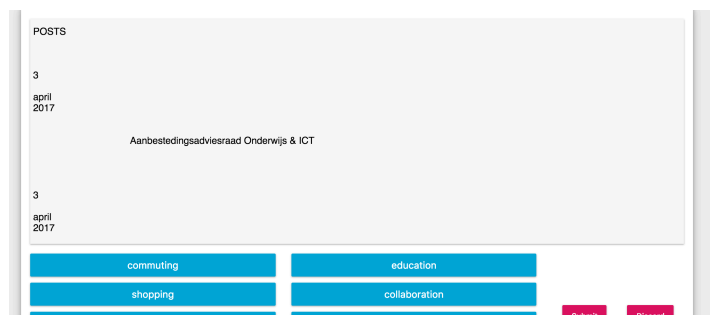 POSTS
3
april
2017
Aanbestedingsadviesraad Onderwijs & ICT
3
april
2017
commuting
education
shopping
collaboration